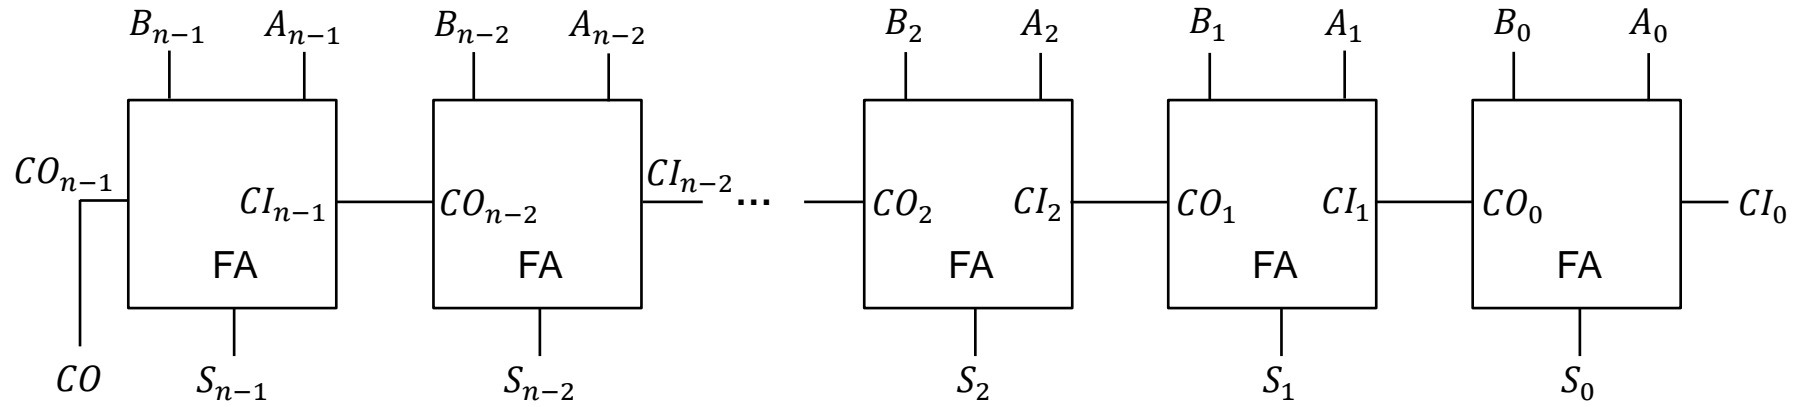 B_{n−1} A_{n−1} B_{n−2} A_{n−2} B_2 A_2 B_1 A_1 B_0 A_0
CO_{n−1} CI_{n−1} CO_{n−2} CI_{n−2} ... CO_2 CI_2 CO_1 CI_1 CO_0 CI_0
FA FA FA FA FA
CO S_{n−1} S_{n−2} S_2 S_1 S_0